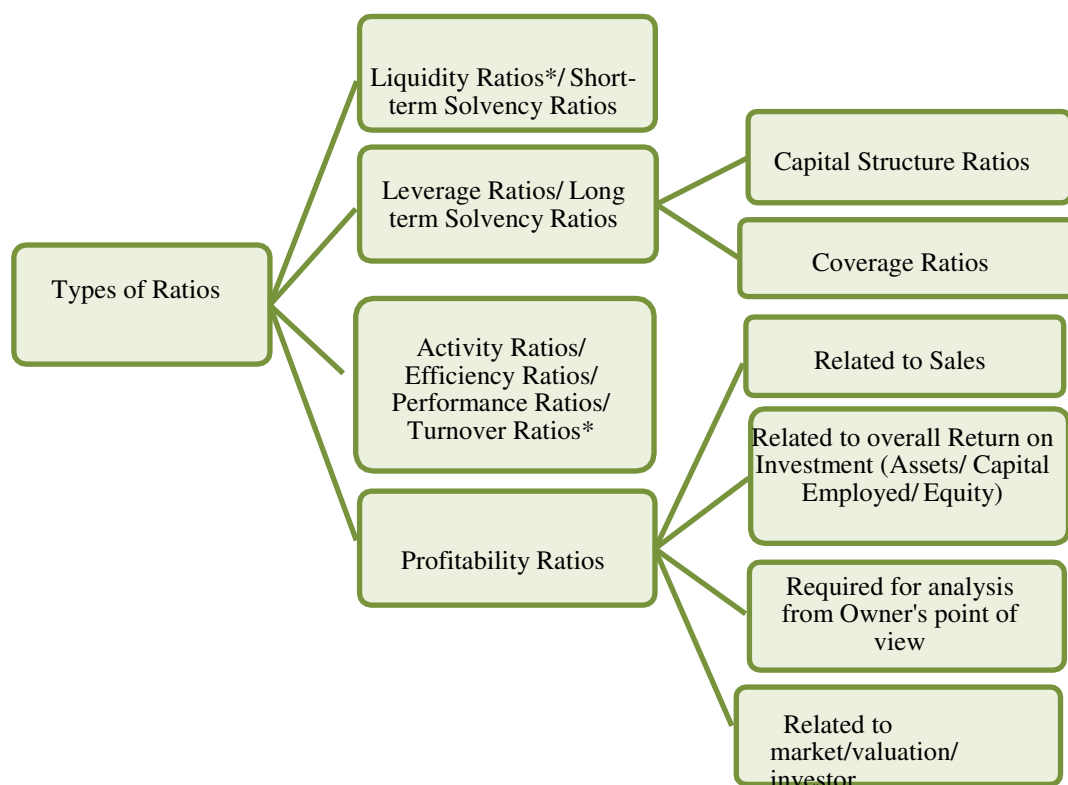 Types of Ratios
Liquidity Ratios*/ Short-
term Solvency Ratios
Leverage Ratios/ Long
term Solvency Ratios
Capital Structure Ratios
Coverage Ratios
Activity Ratios/
Efficiency Ratios/
Performance Ratios/
Turnover Ratios*
Profitability Ratios
Related to Sales
Related to overall Return on
Investment (Assets/ Capital
Employed/ Equity)
Required for analysis
from Owner's point of
view
Related to
market/valuation/
investor